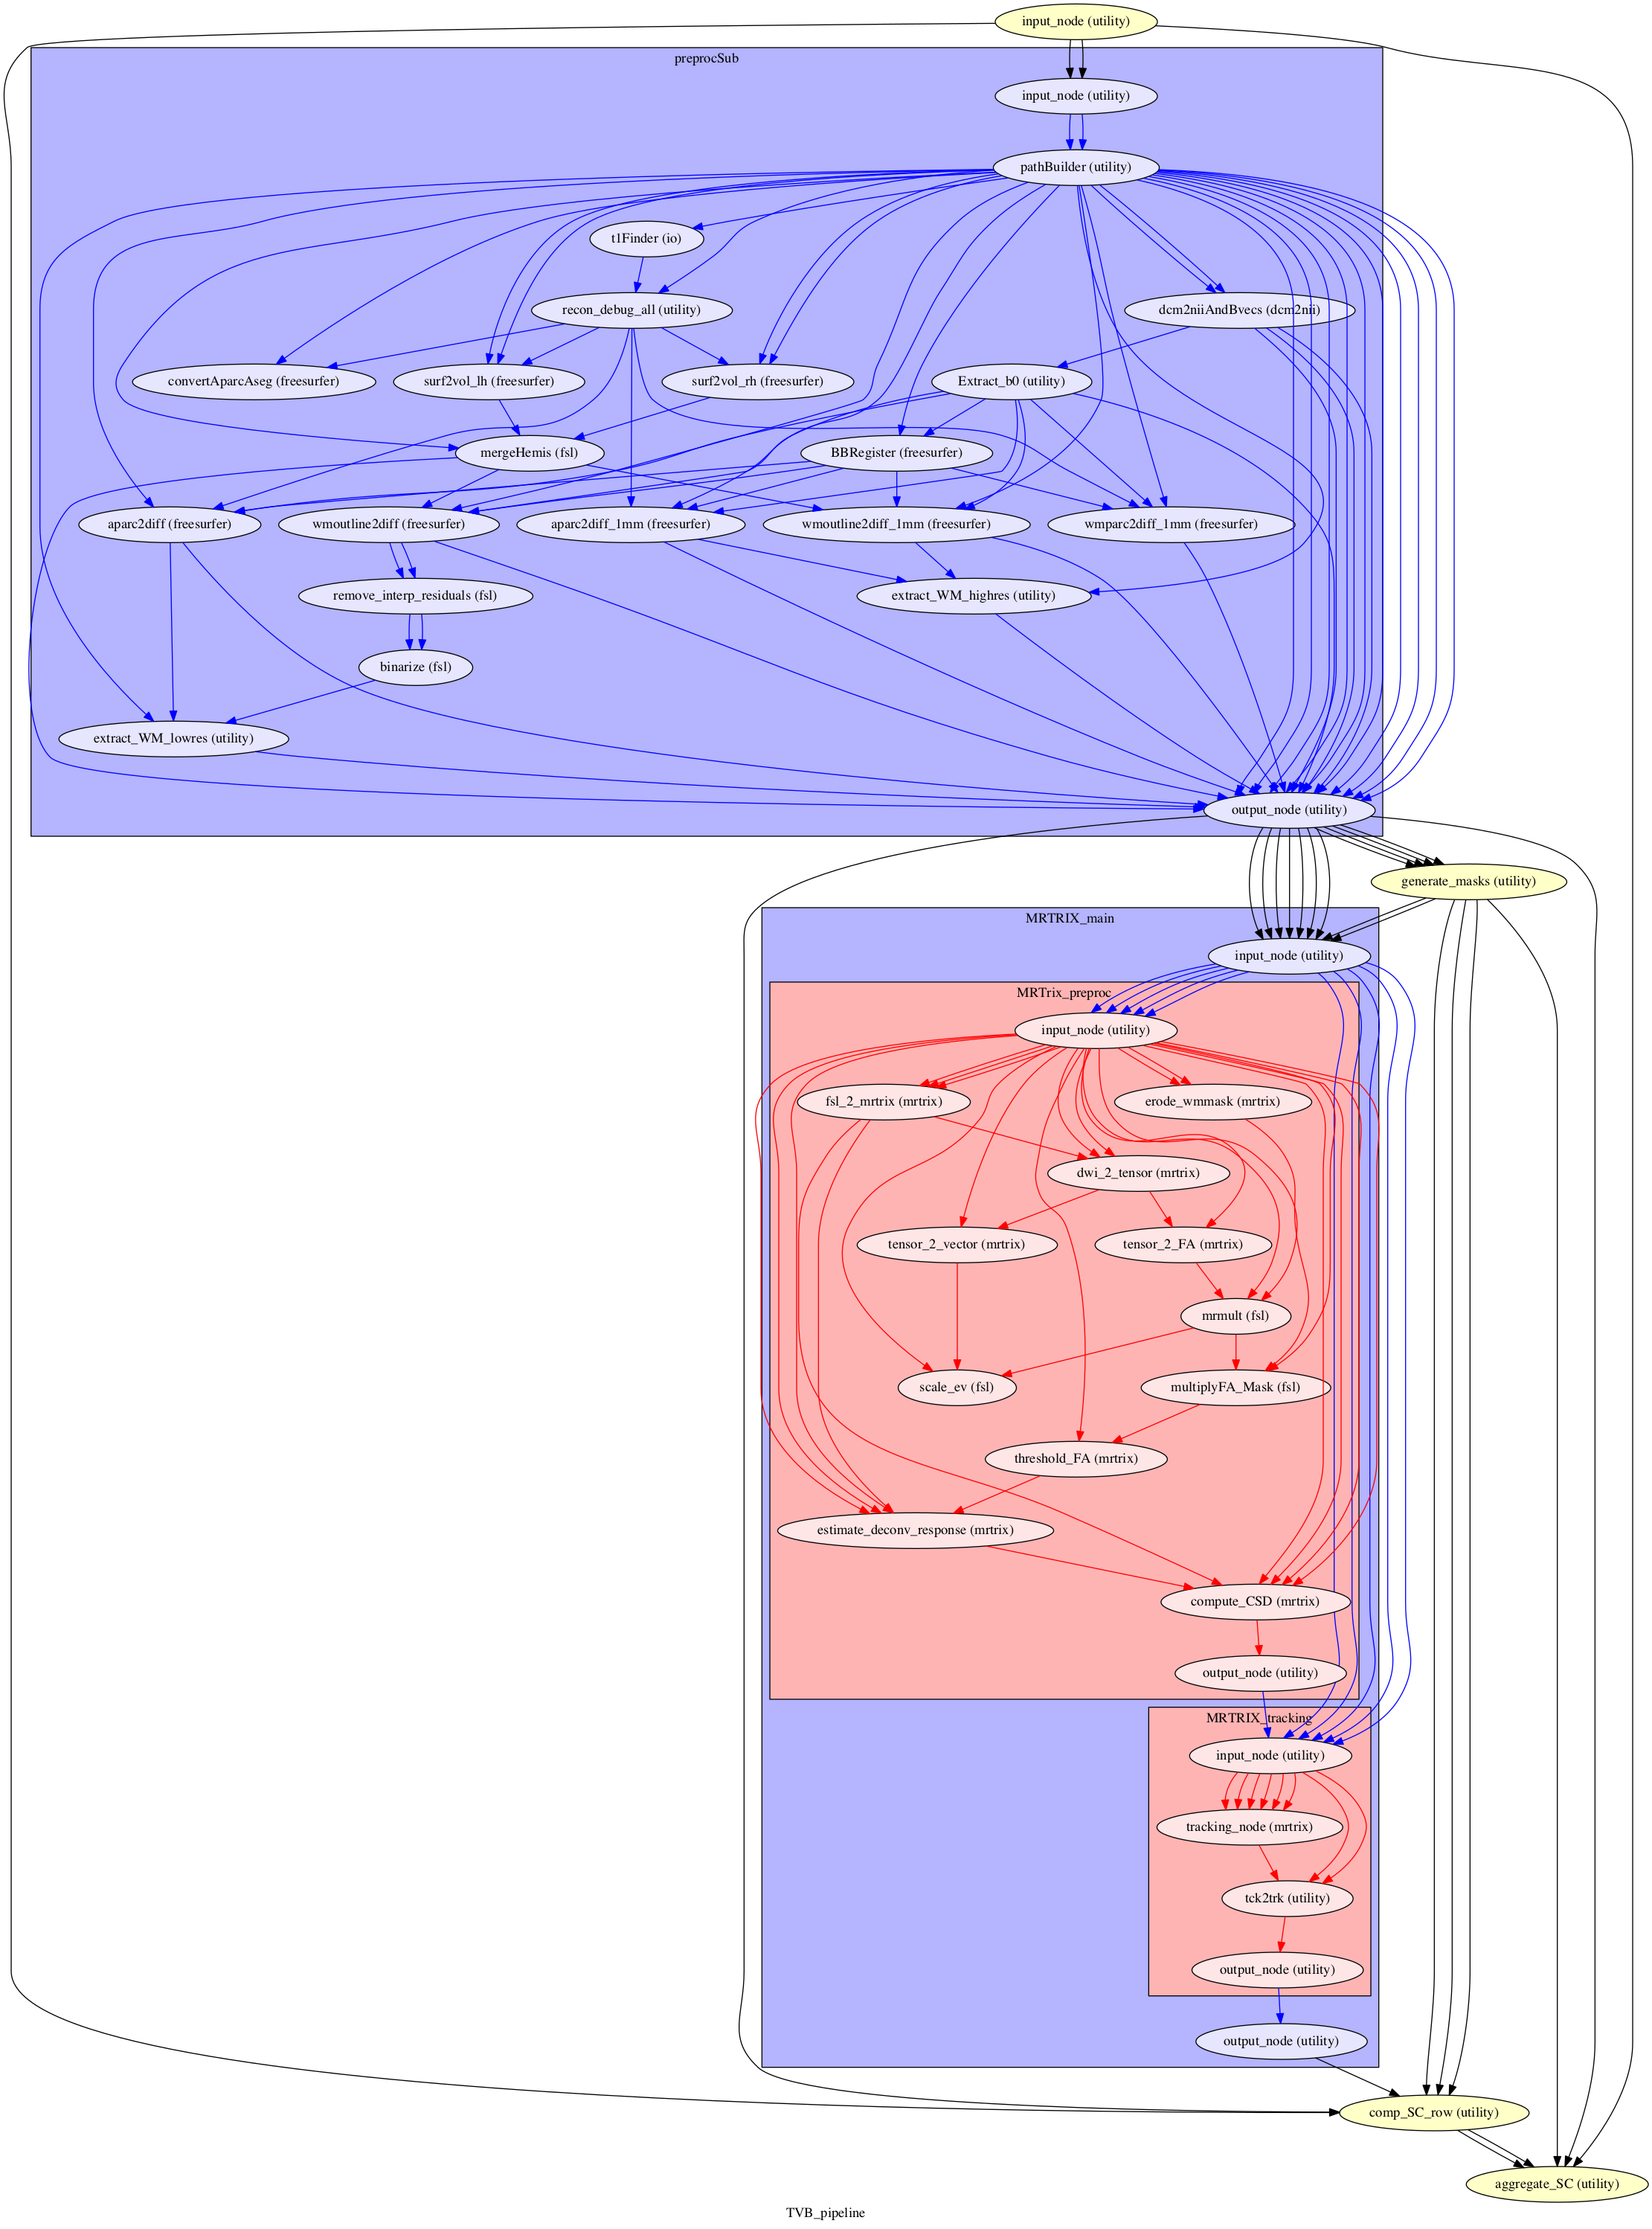 input_node (utility)
preprocSub
input_node (utility)
pathBuilder (utility)
t1Finder (io)
recon_debug_all (utility)
dcm2niiAndBvecs (dcm2nii)
convertAparcAseg (freesurfer)
surf2vol_lh (freesurfer)
surf2vol_rh (freesurfer)
Extract_b0 (utility)
mergeHemis (fsl)
BBRegister (freesurfer)
aparc2diff (freesurfer)
wmoutline2diff (freesurfer)
aparc2diff_1mm (freesurfer)
wmoutline2diff_1mm (freesurfer)
wmparc2diff_1mm (freesurfer)
remove_interp_residuals (fsl)
extract_WM_highres (utility)
binarize (fsl)
extract_WM_lowres (utility)
output_node (utility)
generate_masks (utility)
MRTRIX_main
input_node (utility)
MRTrix_preproc
input_node (utility)
fsl_2_mrtrix (mrtrix)
erode_wmmask (mrtrix)
dwi_2_tensor (mrtrix)
tensor_2_vector (mrtrix)
tensor_2_FA (mrtrix)
mrmult (fsl)
scale_ev (fsl)
multiplyFA_Mask (fsl)
threshold_FA (mrtrix)
estimate_deconv_response (mrtrix)
compute_CSD (mrtrix)
output_node (utility)
MRTRIX_tracking
input_node (utility)
tracking_node (mrtrix)
tck2trk (utility)
output_node (utility)
output_node (utility)
comp_SC_row (utility)
aggregate_SC (utility)
TVB_pipeline